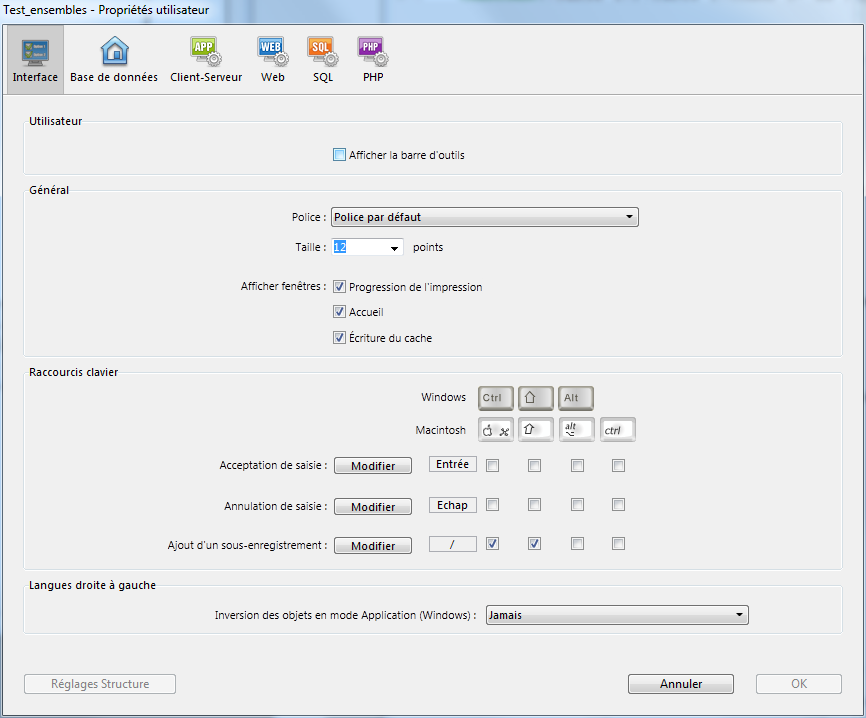 Test_ensembles - Propriétés utilisateur
APP WEB SQL PHP
Interface Base de données Client-Serveur Web SQL PHP
Utilisateur
Afficher la barre d'outils
Général
Police : Police par défaut
Taille : 12 points
Afficher fenêtres : Progression de l'impression
Accueil
Écriture du cache
Raccourcis clavier
Windows Ctrl Alt
Macintosh alt ctrl
Acceptation de saisie : Modifier Entrée
Annulation de saisie : Modifier Echap
Ajout d'un sous-enregistrement : Modifier /
Langues droite à gauche
Inversion des objets en mode Application (Windows) : Jamais
Réglages Structure Annuler OK